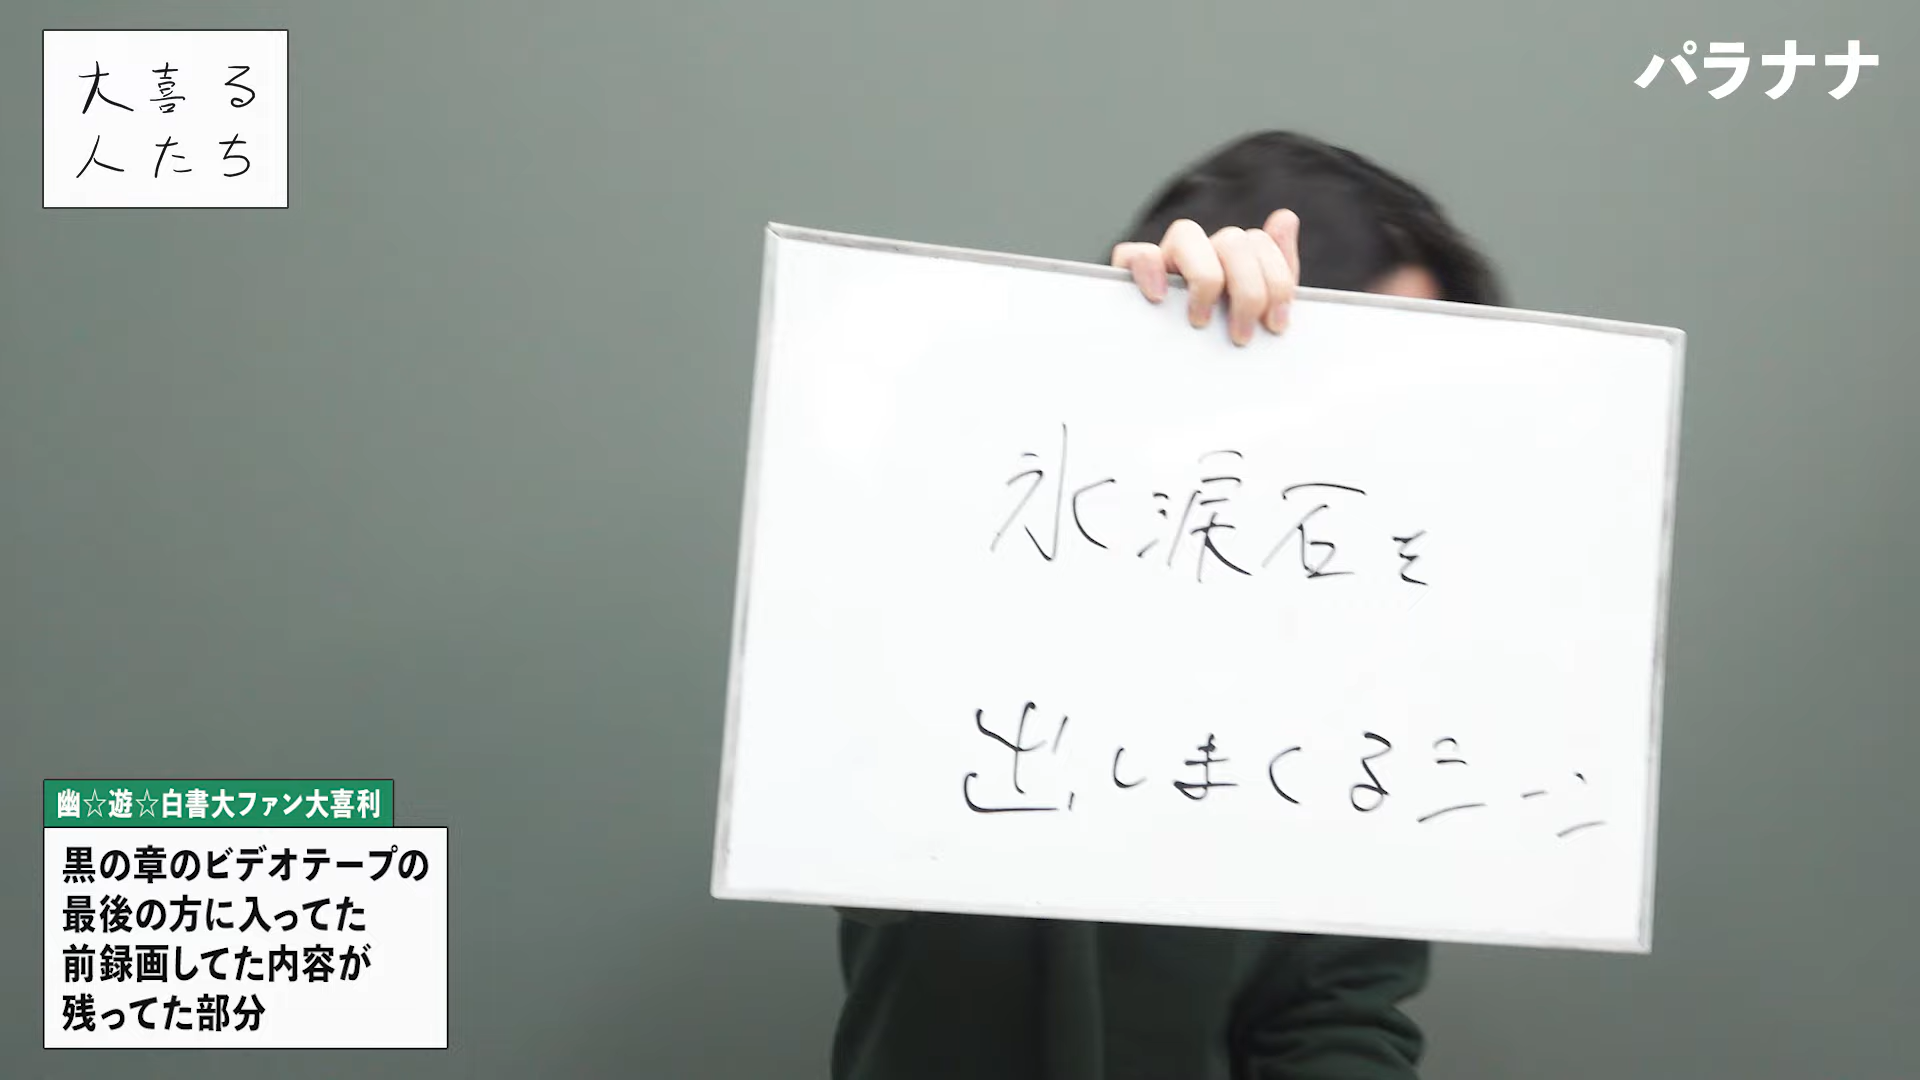 大喜る
人たち
パラナナ
氷涙石を
出しまくるシーン
幽☆遊☆白書大ファン大喜利
黒の章のビデオテープの
最後の方に入ってた
前録画してた内容が
残ってた部分